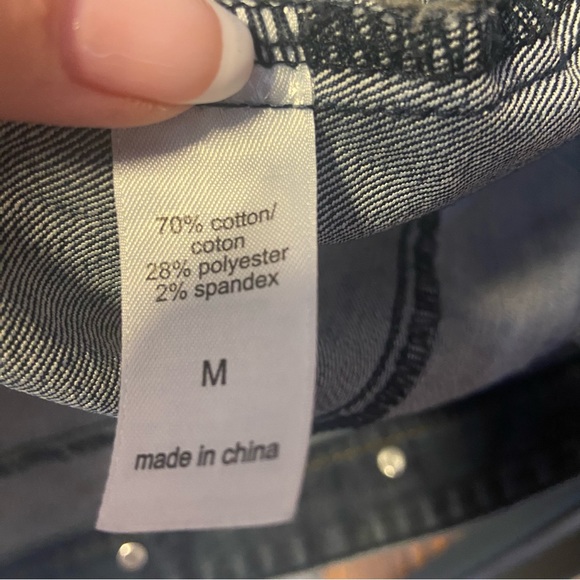 70% cotton/
coton
28% polyester
2% spandex
M
made in china